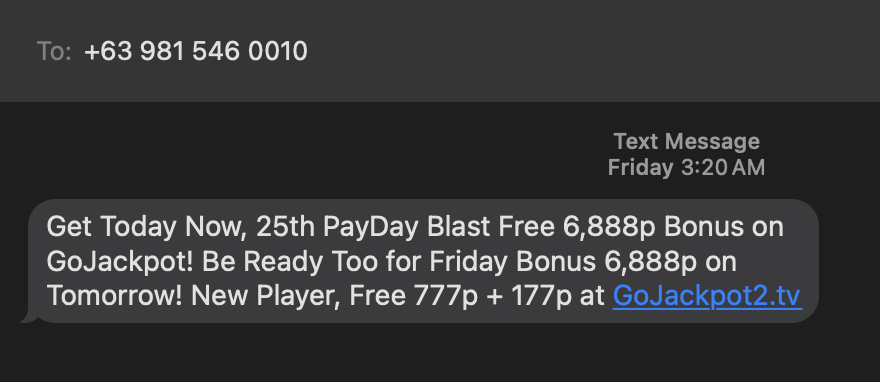 To: +63 981 546 0010
Text Message
Friday 3:20 AM
Get Today Now, 25th PayDay Blast Free 6,888p Bonus on
GoJackpot! Be Ready Too for Friday Bonus 6,888p on
Tomorrow! New Player, Free 777p + 177p at GoJackpot2.tv